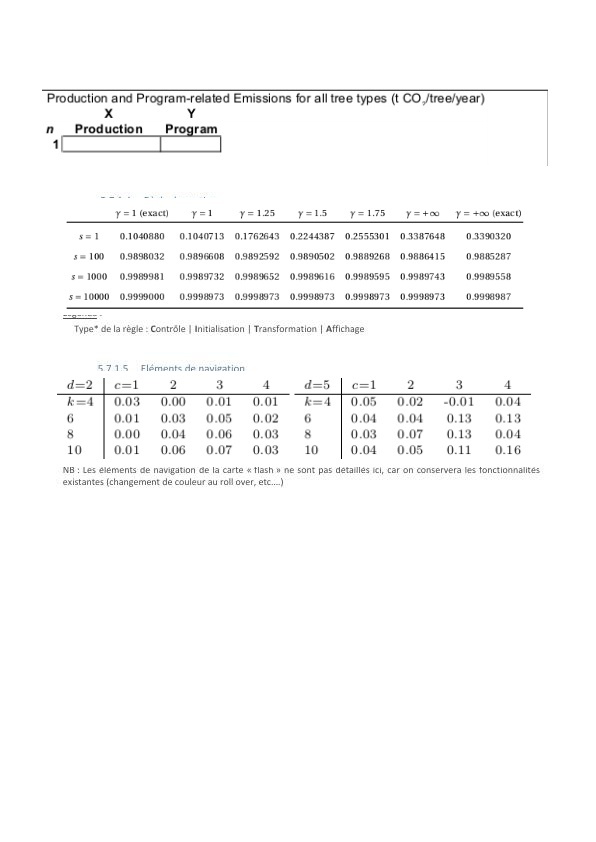 Production and Program-related Emissions for all tree types (t CO2/tree/year)
X Y
n Production Program
1
γ = 1 (exact) γ = 1 γ = 1.25 γ = 1.5 γ = 1.75 γ = +∞ γ = +∞ (exact)
s = 1 0.1040880 0.1040713 0.1762643 0.2244387 0.2555301 0.3387648 0.3390320
s = 100 0.9898032 0.9896608 0.9892592 0.9890502 0.9889268 0.9886415 0.9885287
s = 1000 0.9989981 0.9989732 0.9989652 0.9989616 0.9989595 0.9989743 0.9989558
s = 10000 0.9999000 0.9998973 0.9998973 0.9998973 0.9998973 0.9998973 0.9998987
Type* de la règle : Contrôle | Initialisation | Transformation | Affichage
5.7.1.5 Eléments de navigation
d=2 c=1 2 3 4 d=5 c=1 2 3 4
k=4 0.03 0.00 0.01 0.01 k=4 0.05 0.02 -0.01 0.04
6 0.01 0.03 0.05 0.02 6 0.04 0.04 0.13 0.13
8 0.00 0.04 0.06 0.03 8 0.03 0.07 0.13 0.04
10 0.01 0.06 0.07 0.03 10 0.04 0.05 0.11 0.16
NB : Les éléments de navigation de la carte « flash » ne sont pas détaillés ici, car on conservera les fonctionnalités
existantes (changement de couleur au roll over, etc.…)